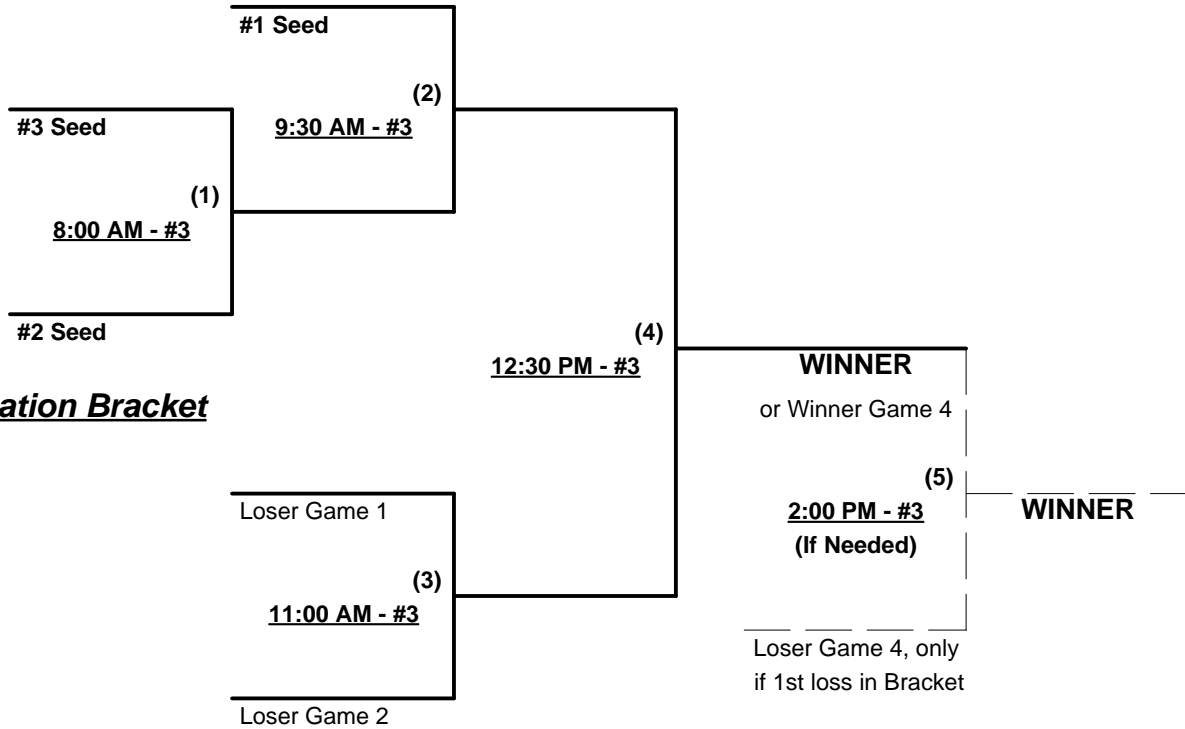 #1 Seed
(2)
#3 Seed
9:30 AM - #3
(1)
8:00 AM - #3
#2 Seed
(4)
12:30 PM - #3
WINNER
ation Bracket
or Winner Game 4
(5)
Loser Game 1
2:00 PM - #3
WINNER
(If Needed)
(3)
11:00 AM - #3
Loser Game 4, only
if 1st loss in Bracket
Loser Game 2